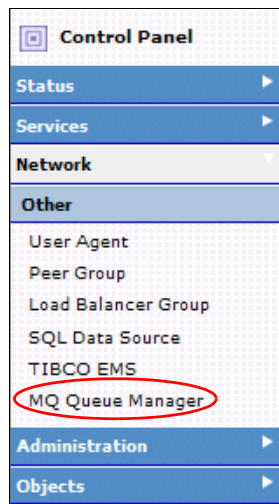 Control Panel
Status
Services
Network
Other
User Agent
Peer Group
Load Balancer Group
SQL Data Source
TIBCO EMS
MQ Queue Manager
Administration
Objects